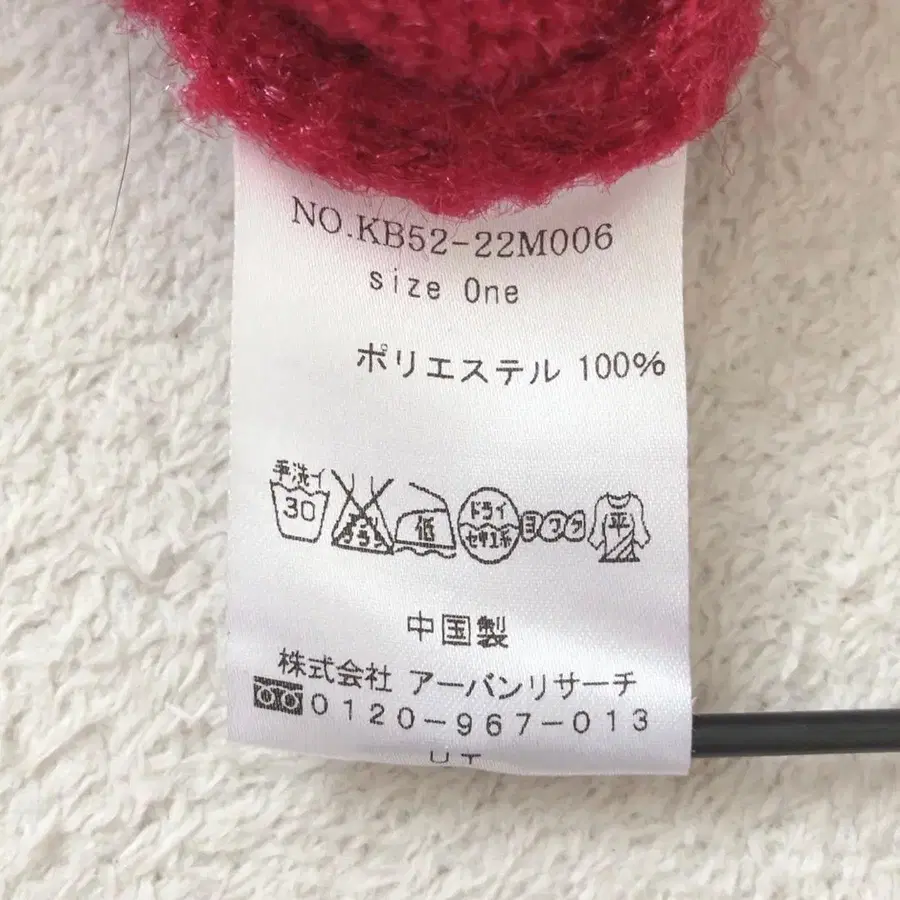 NO.KB52-22M006
size One
ポリエステル 100%
手洗イ
30
低
ドライ
セキユ系
ヨワク
平
中国製
株式会社 アーバンリサーチ
0120-967-013